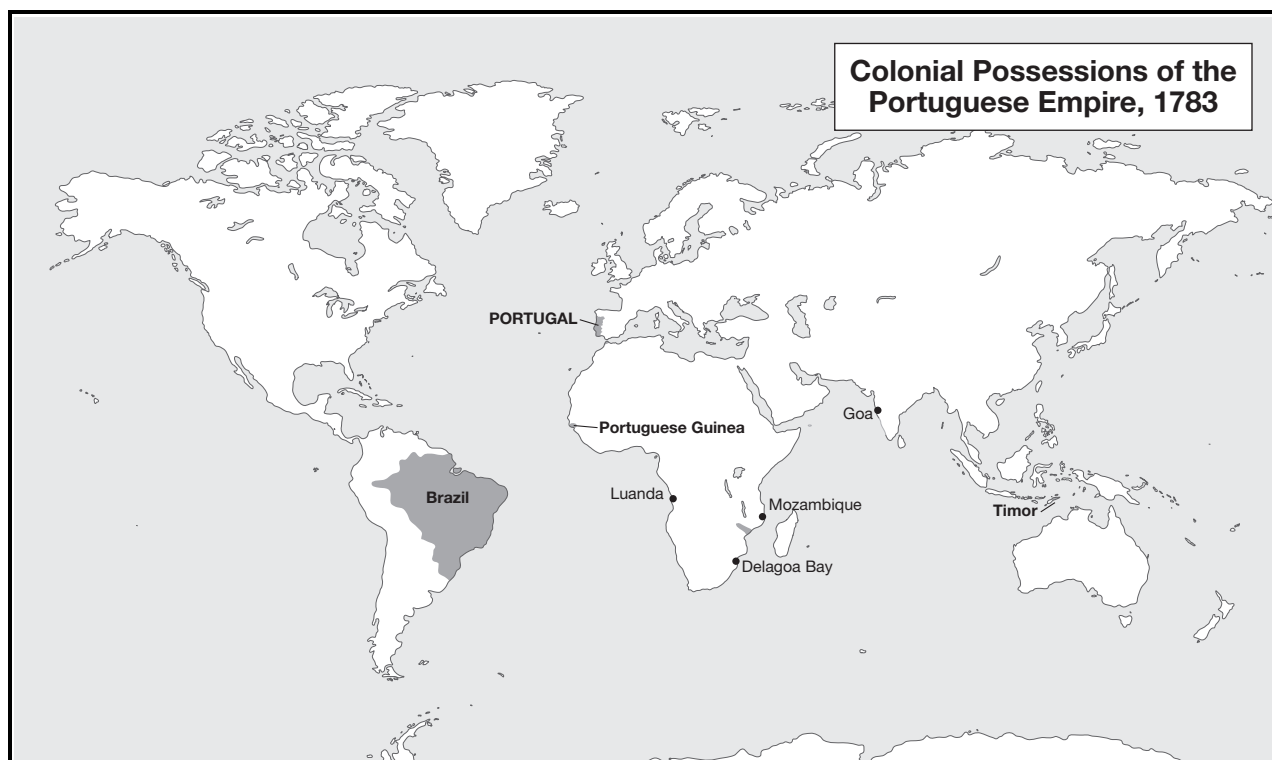 Colonial Possessions of the
Portuguese Empire, 1783
PORTUGAL
Goa
Portuguese Guinea
Brazil
Luanda
Mozambique
Timor
Delagoa Bay